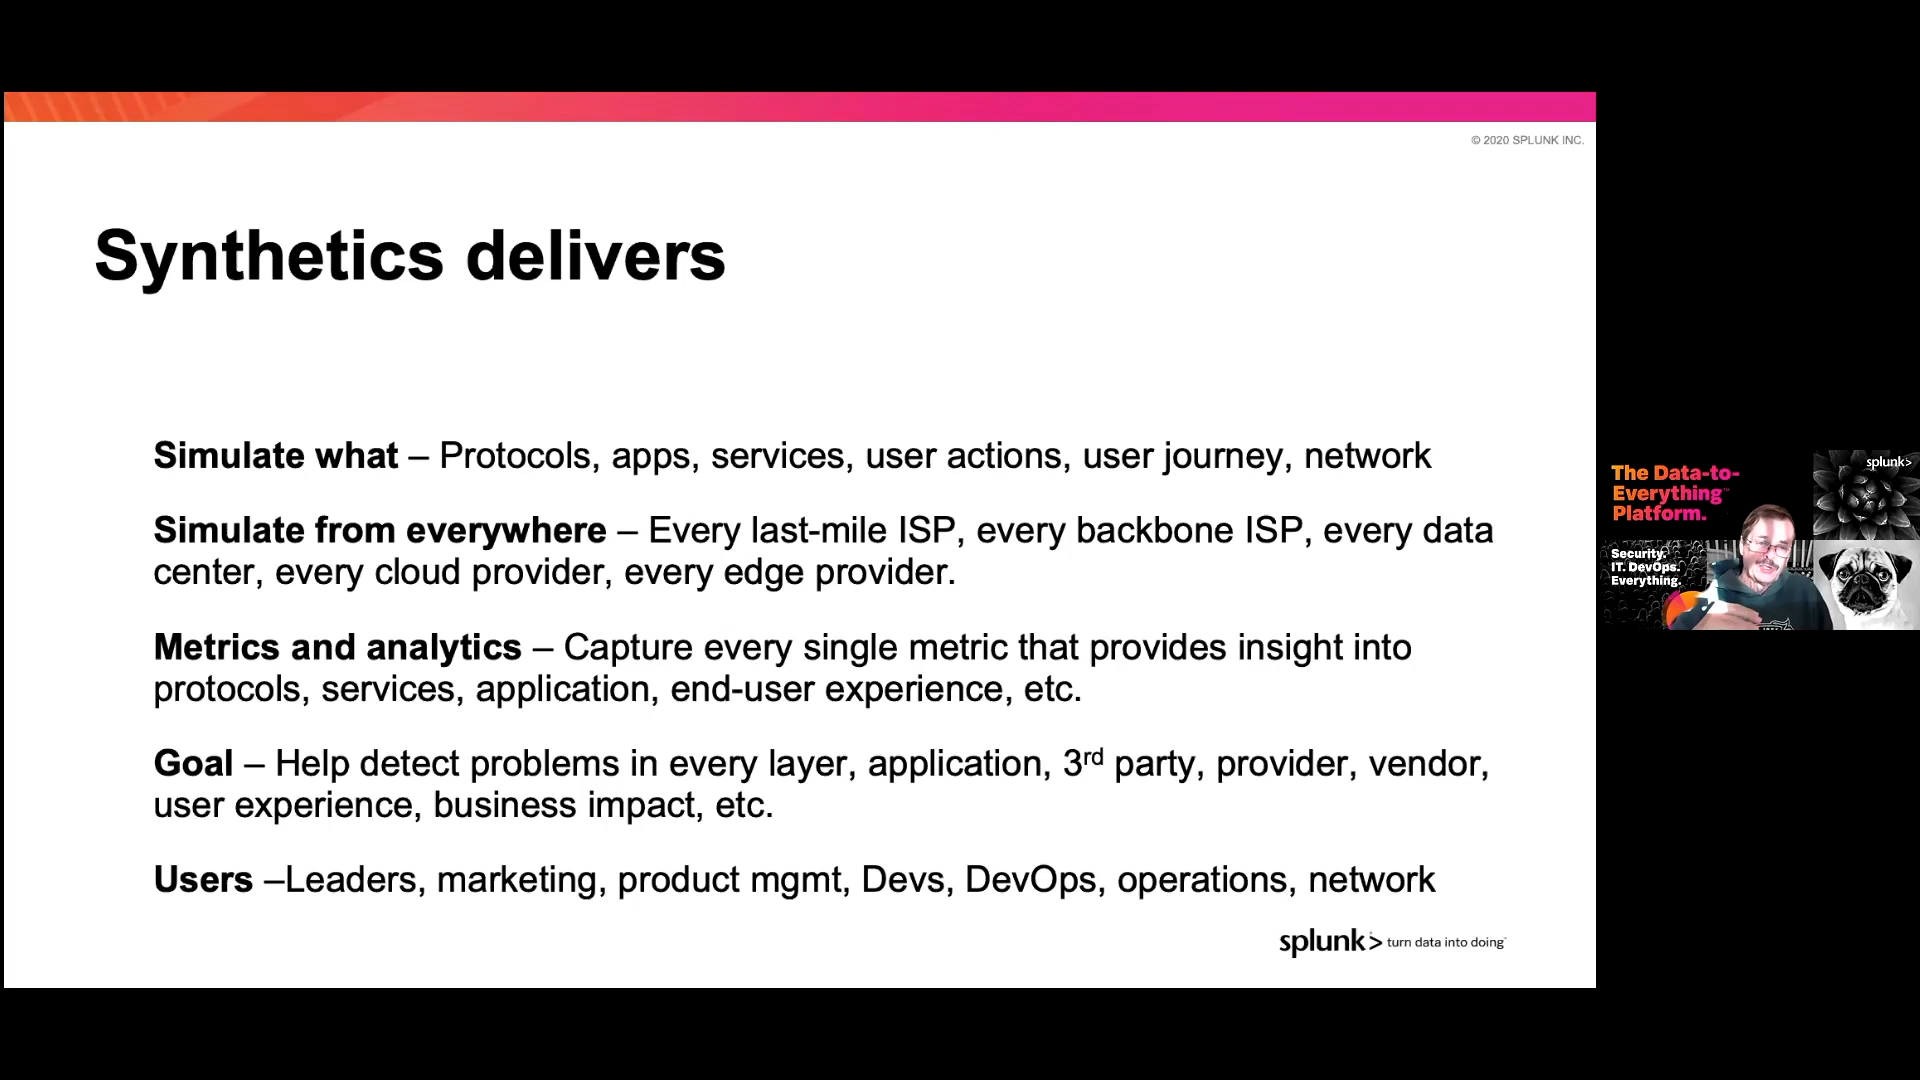 © 2020 SPLUNK INC.
Synthetics delivers
Simulate what – Protocols, apps, services, user actions, user journey, network
Simulate from everywhere – Every last-mile ISP, every backbone ISP, every data
center, every cloud provider, every edge provider.
Metrics and analytics – Capture every single metric that provides insight into
protocols, services, application, end-user experience, etc.
Goal – Help detect problems in every layer, application, 3rd party, provider, vendor,
user experience, business impact, etc.
Users –Leaders, marketing, product mgmt, Devs, DevOps, operations, network
splunk> turn data into doing™
The Data-to-
Everything™
Platform.
Security.
IT. DevOps.
Everything.
splunk>